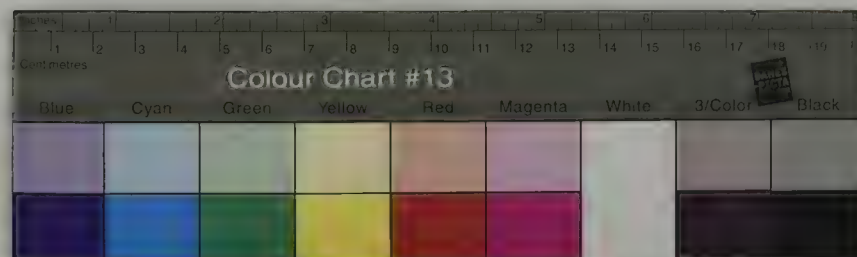 Inches 1 2 3 4 5 6 7 8
1 2 3 4 5 6 7 8 9 10 11 12 13 14 15 16 17 18 19
Centimetres
Colour Chart #13
Blue Cyan Green Yellow Red Magenta White 3/Color Black